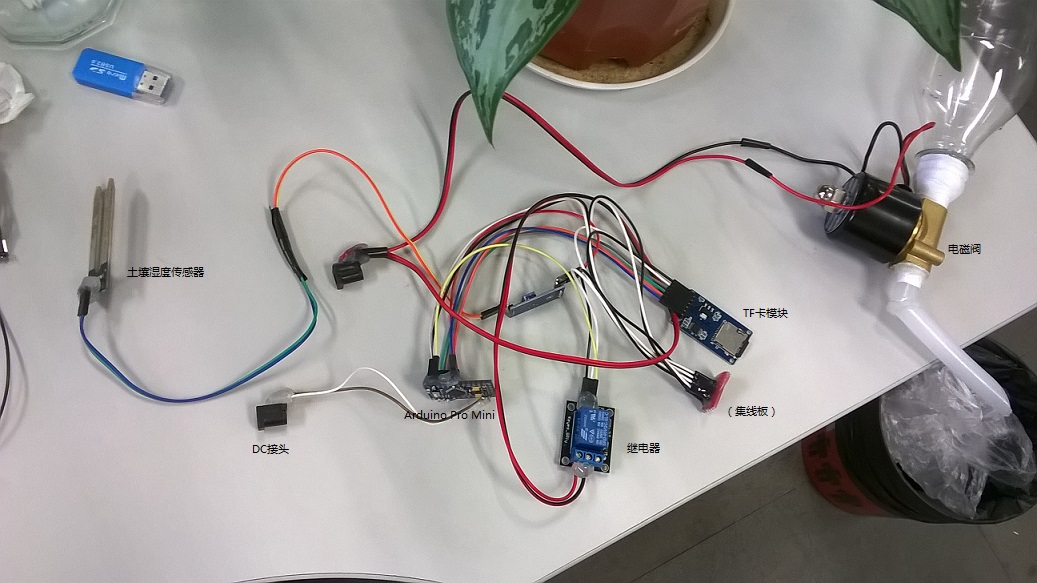 土壤湿度传感器
电磁阀
TF卡模块
（集线板）
Arduino Pro Mini
DC接头
继电器